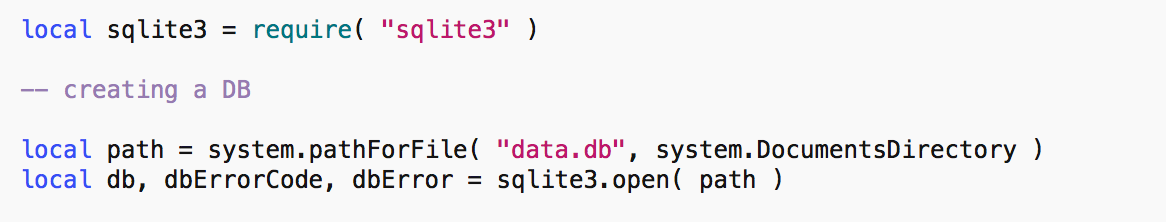 local sqlite3 = require( "sqlite3" )
-- creating a DB
local path = system.pathForFile( "data.db", system.DocumentsDirectory )
local db, dbErrorCode, dbError = sqlite3.open( path )